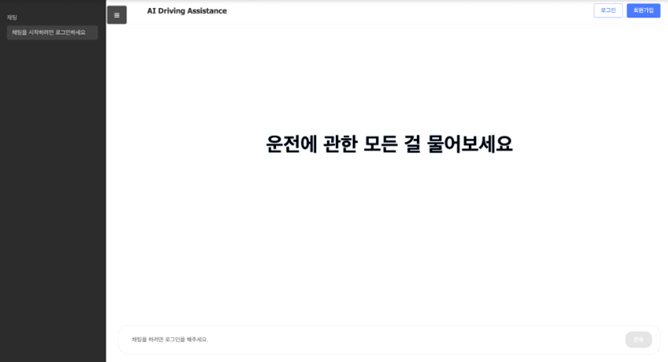 채팅
채팅을 시작하려면 로그인하세요
AI Driving Assistance
로그인
회원가입
운전에 관한 모든 걸 물어보세요
채팅을 하려면 로그인을 해주세요.